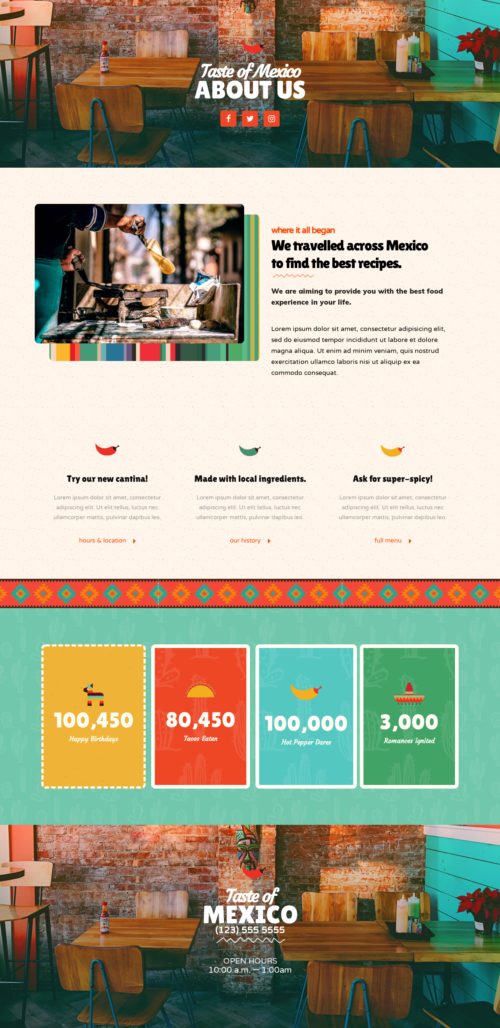 Taste of Mexico
ABOUT US
where it all began
We travelled across Mexico
to find the best recipes.
We are aiming to provide you with the best food
experience in your life.
Lorem ipsum dolor sit amet, consectetur adipisicing elit,
sed do eiusmod tempor incididunt ut labore et dolore
magna aliqua. Ut enim ad minim veniam, quis nostrud
exercitation ullamco laboris nisi ut aliquip ex ea
commodo consequat.
Try our new cantina!
Lorem ipsum dolor sit amet, consectetur
adipiscing elit. Ut elit tellus, luctus nec
ullamcorper mattis, pulvinar dapibus leo.
hours & location
Made with local ingredients.
Lorem ipsum dolor sit amet, consectetur
adipiscing elit. Ut elit tellus, luctus nec
ullamcorper mattis, pulvinar dapibus leo.
our history
Ask for super-spicy!
Lorem ipsum dolor sit amet, consectetur
adipiscing elit. Ut elit tellus, luctus nec
ullamcorper mattis, pulvinar dapibus leo.
full menu
100,450
Happy Birthdays
80,450
Tacos Eaten
100,000
Hot Pepper Dares
3,000
Romances Ignited
Taste of
MEXICO
(123) 555 5555
OPEN HOURS
10:00 a.m. — 1:00am